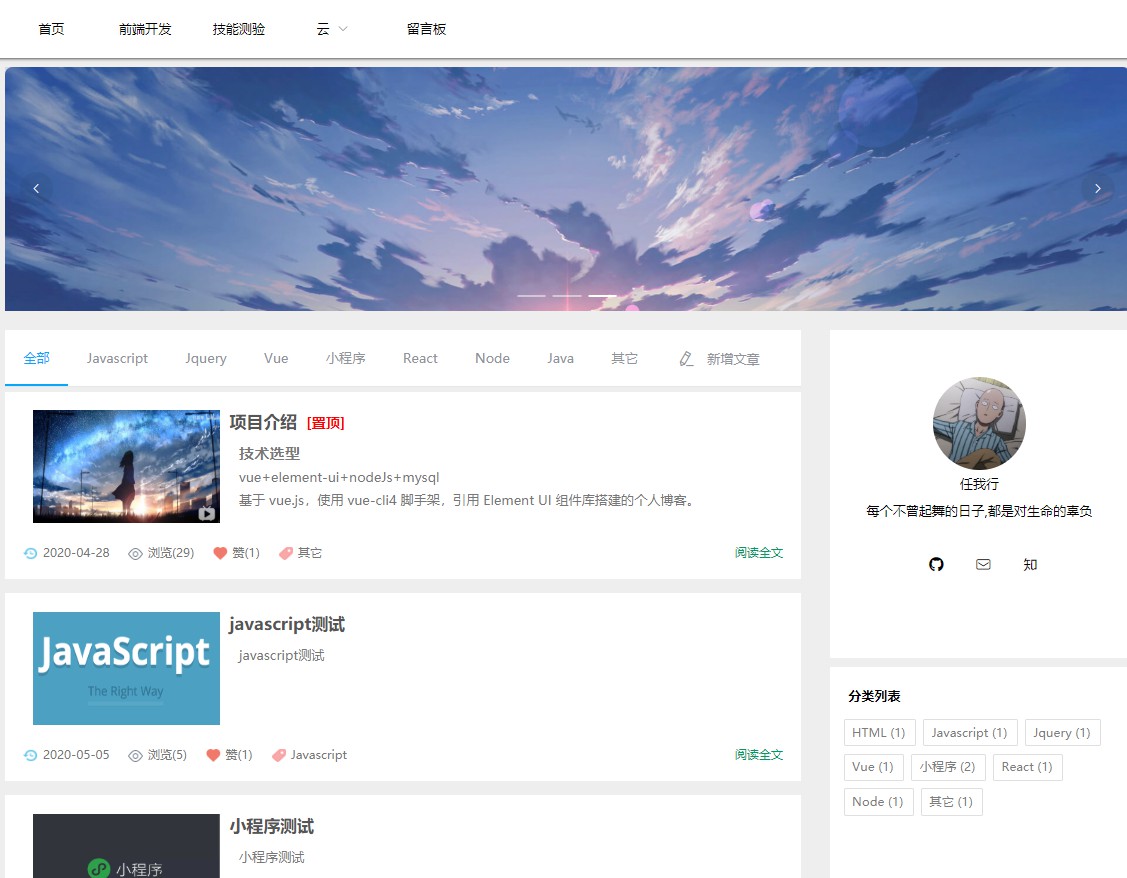 首页 前端开发 技能测验 云 留言板
全部 Javascript Jquery Vue 小程序 React Node Java 其它 新增文章
项目介绍 [置顶]
技术选型
vue+element-ui+nodeJs+mysql
基于 vue.js，使用 vue-cli4 脚手架，引用 Element UI 组件库搭建的个人博客。
2020-04-28 浏览(29) 赞(1) 其它 阅读全文
JavaScript
The Right Way
javascript测试
javascript测试
2020-05-05 浏览(5) 赞(1) Javascript 阅读全文
小程序
小程序测试
小程序测试
任我行
每个不曾起舞的日子,都是对生命的辜负
知
分类列表
HTML (1) Javascript (1) Jquery (1)
Vue (1) 小程序 (2) React (1)
Node (1) 其它 (1)